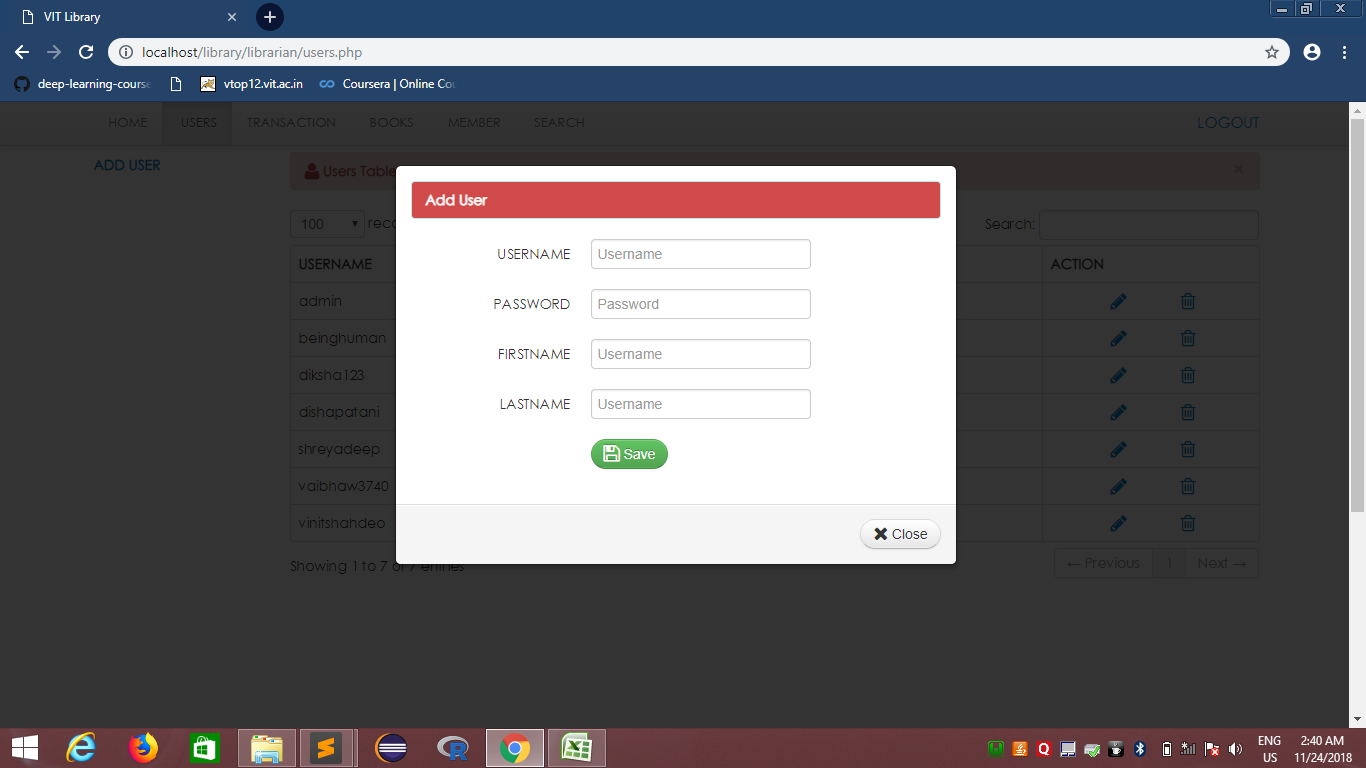 VIT Library
localhost/library/librarian/users.php
deep-learning-course
vtop12.vit.ac.in
Coursera | Online Cou
HOME USERS TRANSACTION BOOKS MEMBER SEARCH LOGOUT
ADD USER
Users Table
×
100 reco
Search:
USERNAME ACTION
admin
beinghuman
diksha123
dishapatani
shreyadeep
vaibhaw3740
vinitshahdeo
Showing 1 to 7 of 7 entries
← Previous 1 Next →
Add User
USERNAME Username
PASSWORD Password
FIRSTNAME Username
LASTNAME Username
Save
Close
ENG 2:40 AM
US 11/24/2018